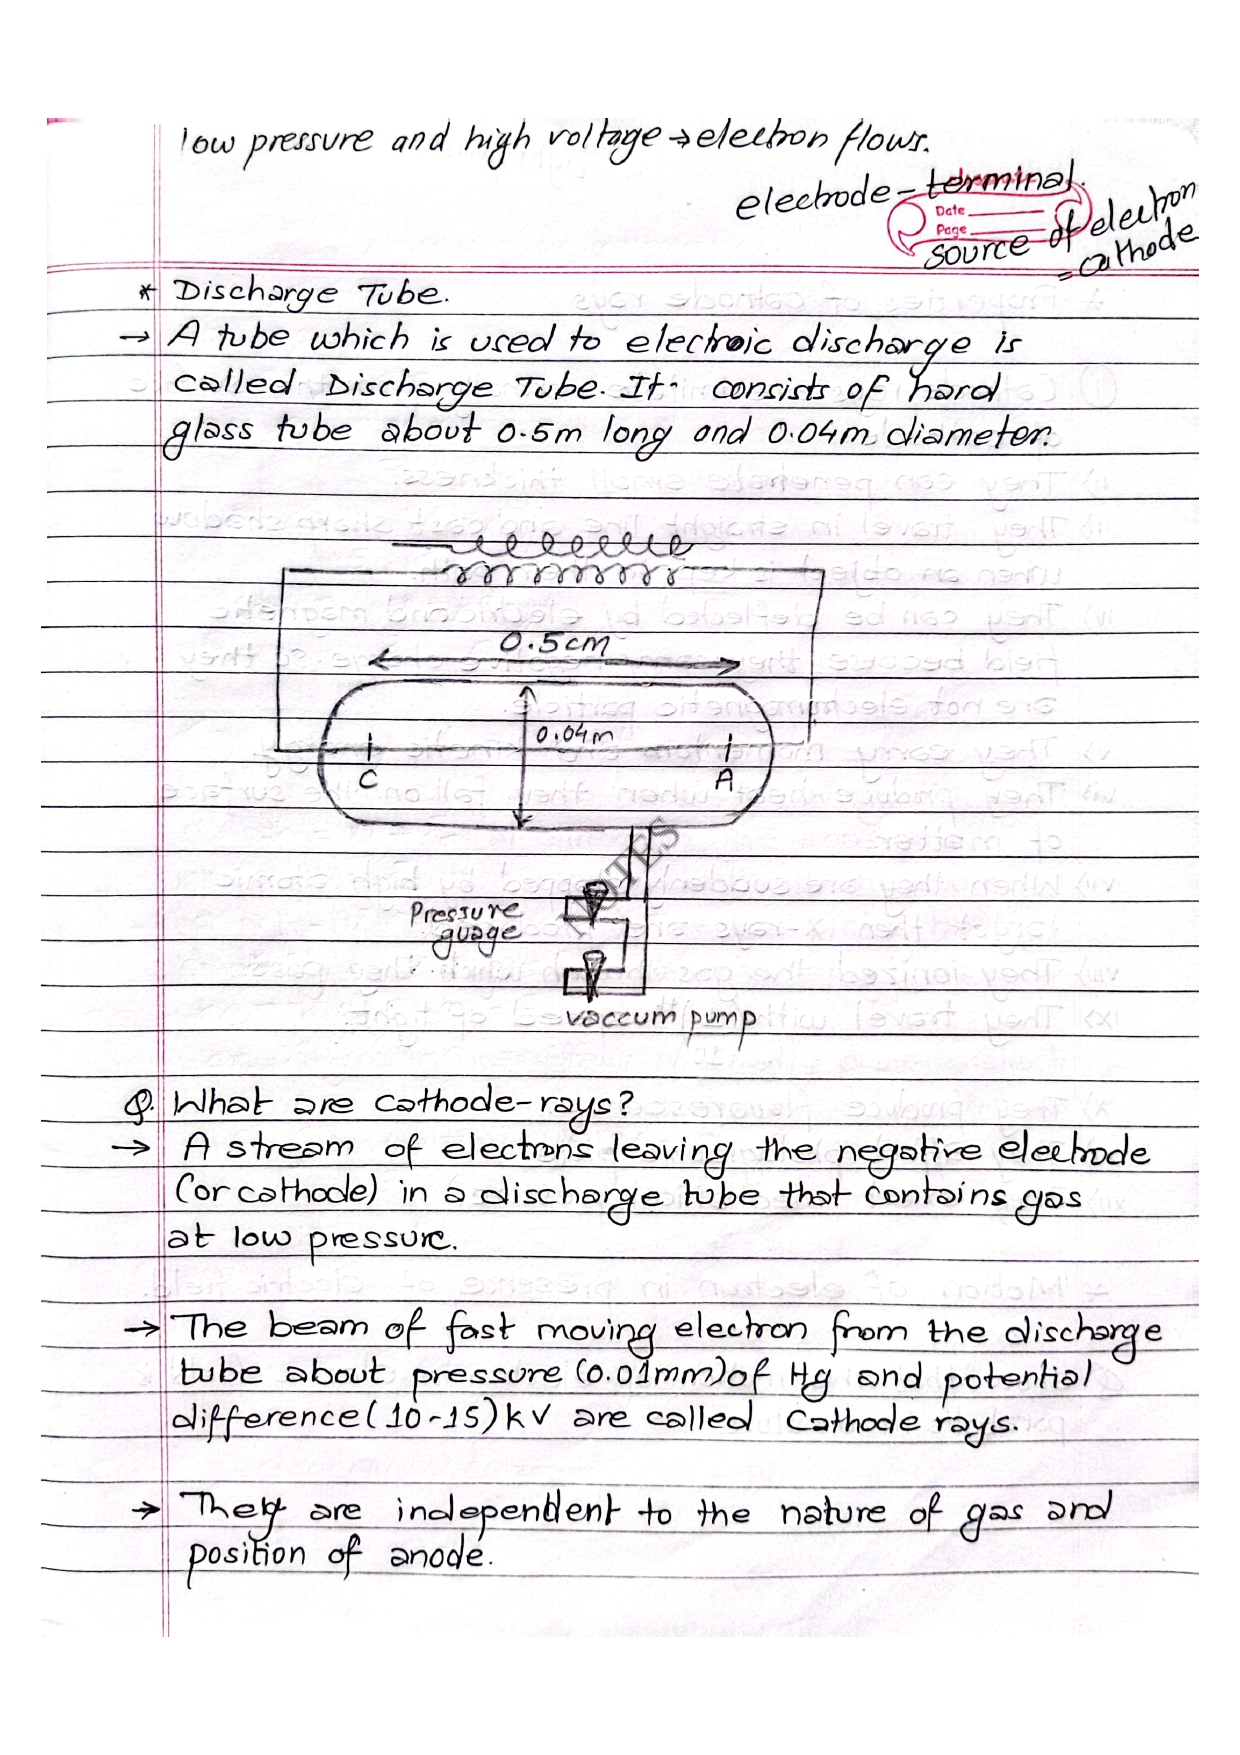 low pressure and high voltage → electron flows.
electrode - terminal.
Date
Page
source of electron
= cathode
* Discharge Tube.
→ A tube which is used to electroic discharge is
called Discharge Tube. It consists of hard
glass tube about 0.5m long and 0.04m diameter.
0.5cm
0.04m
C
A
NOTES
Pressure
guage
vaccum pump
Q. What are cathode-rays?
→ A stream of electrons leaving the negative electrode
(or cathode) in a discharge tube that contains gas
at low pressure.
→ The beam of fast moving electron from the discharge
tube about pressure (0.01mm) of Hg and potential
difference (10-15) kV are called Cathode rays.
→ They are independent to the nature of gas and
position of anode.